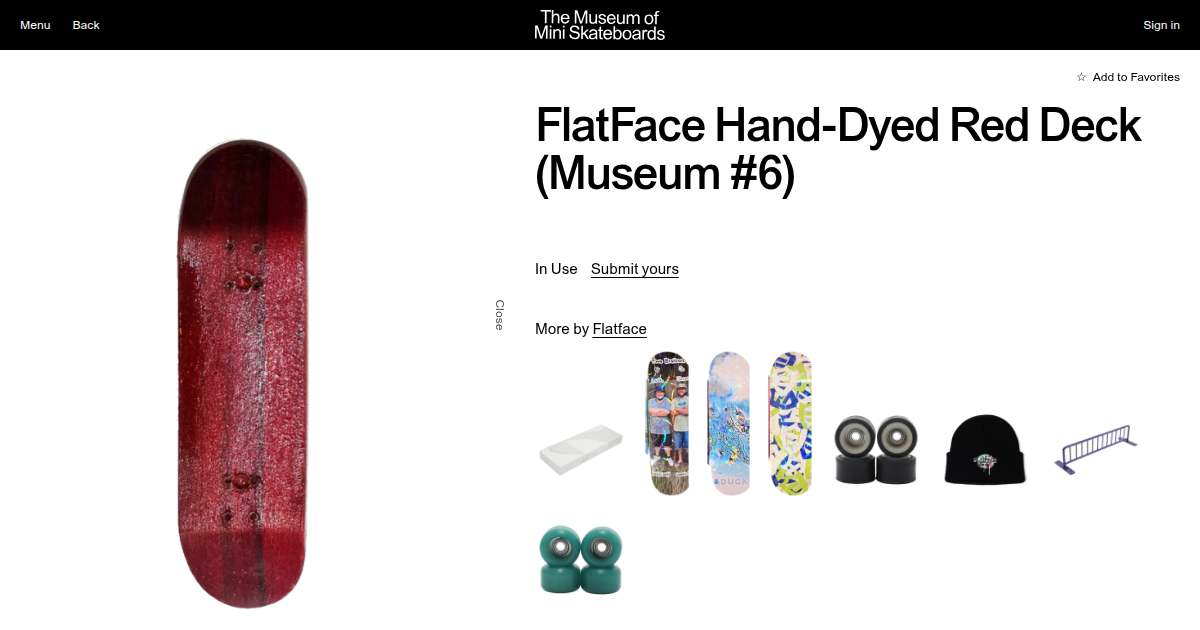 Menu
Back
The Museum of
Mini Skateboards
Sign in
☆ Add to Favorites
FlatFace Hand-Dyed Red Deck
(Museum #6)
In Use Submit yours
Close
More by Flatface
DUCK